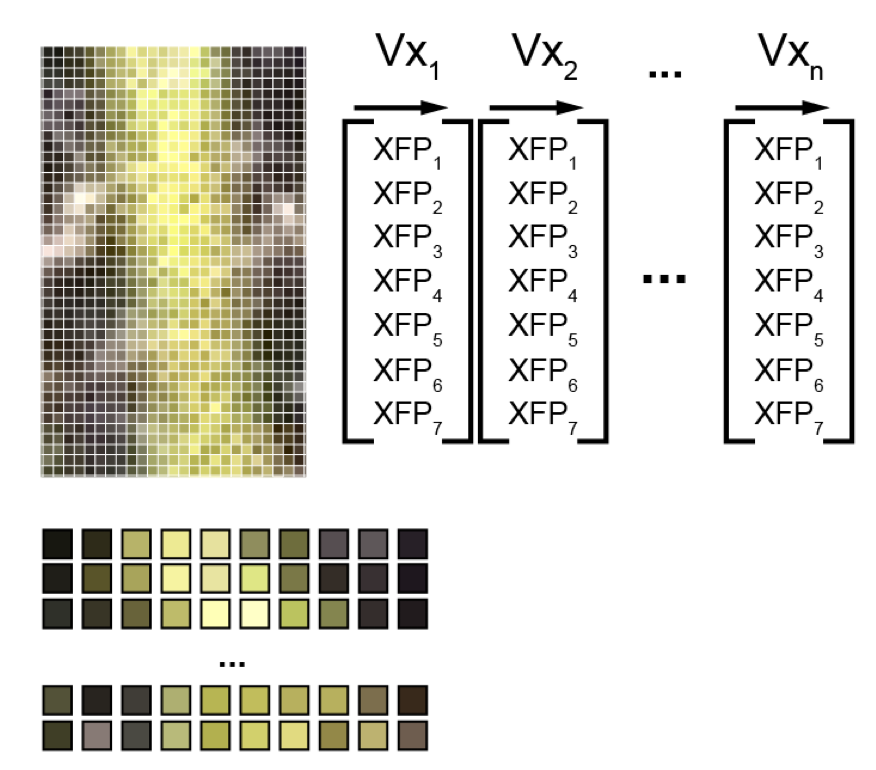 Vx₁ Vx₂ ... Vxₙ
XFP₁ XFP₁ XFP₁
XFP₂ XFP₂ XFP₂
XFP₃ XFP₃ XFP₃
XFP₄ XFP₄ ... XFP₄
XFP₅ XFP₅ XFP₅
XFP₆ XFP₆ XFP₆
XFP₇ XFP₇ XFP₇
...